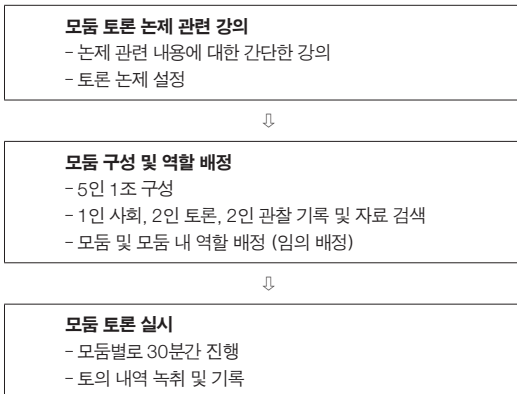 모둠 토론 논제 관련 강의
- 논제 관련 내용에 대한 간단한 강의
- 토론 논제 설정
⇩
모둠 구성 및 역할 배정
- 5인 1조 구성
- 1인 사회, 2인 토론, 2인 관찰 기록 및 자료 검색
- 모둠 및 모둠 내 역할 배정 (임의 배정)
⇩
모둠 토론 실시
- 모둠별로 30분간 진행
- 토의 내역 녹취 및 기록